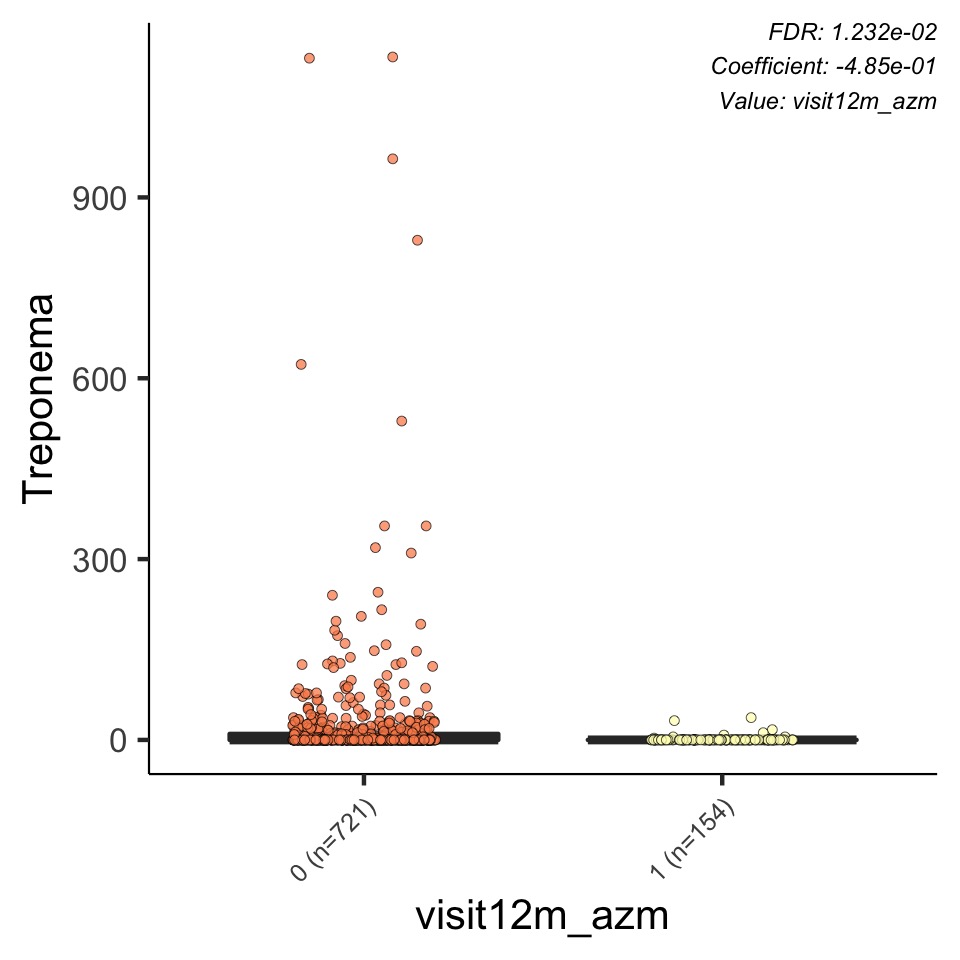 FDR: 1.232e-02
Coefficient: -4.85e-01
Value: visit12m_azm
Treponema
900
600
300
0
0 (n=721)
1 (n=154)
visit12m_azm